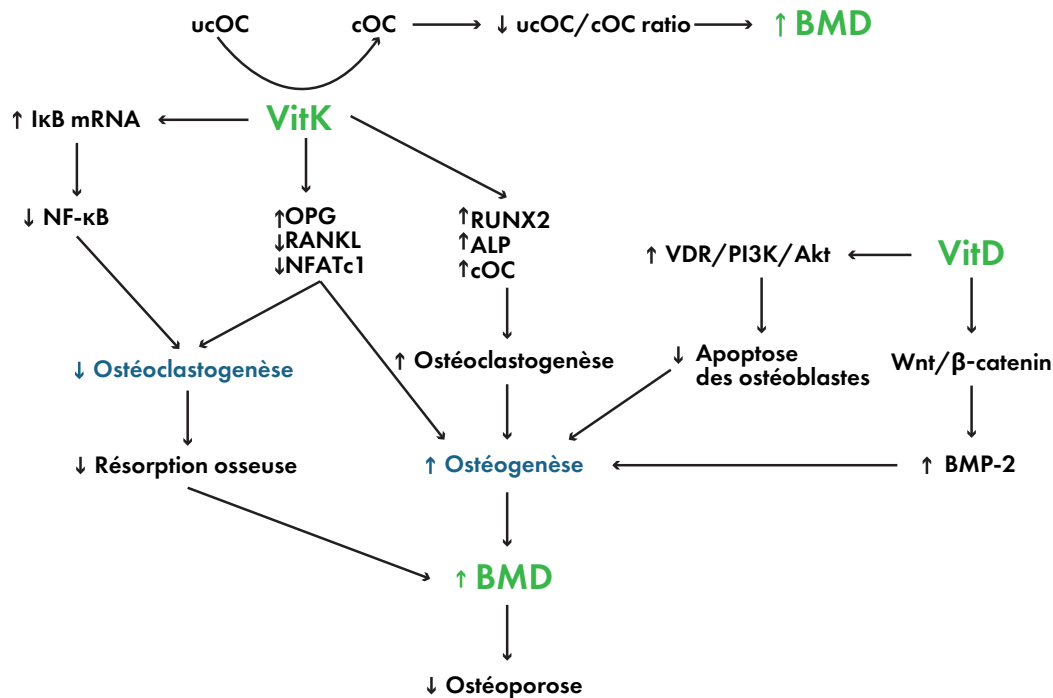 ucOC cOC ↓ ucOC/cOC ratio ↑ BMD
↑ IκB mRNA VitK
↓ NF-κB
↑OPG
↓RANKL
↓NFATc1
↑RUNX2
↑ALP
↑cOC
↑ VDR/PI3K/Akt VitD
↓ Ostéoclastogenèse
↑ Ostéoclastogenèse
↓ Apoptose
des ostéoblastes
Wnt/β-catenin
↓ Résorption osseuse
↑ Ostéogenèse
↑ BMP-2
↑ BMD
↓ Ostéoporose